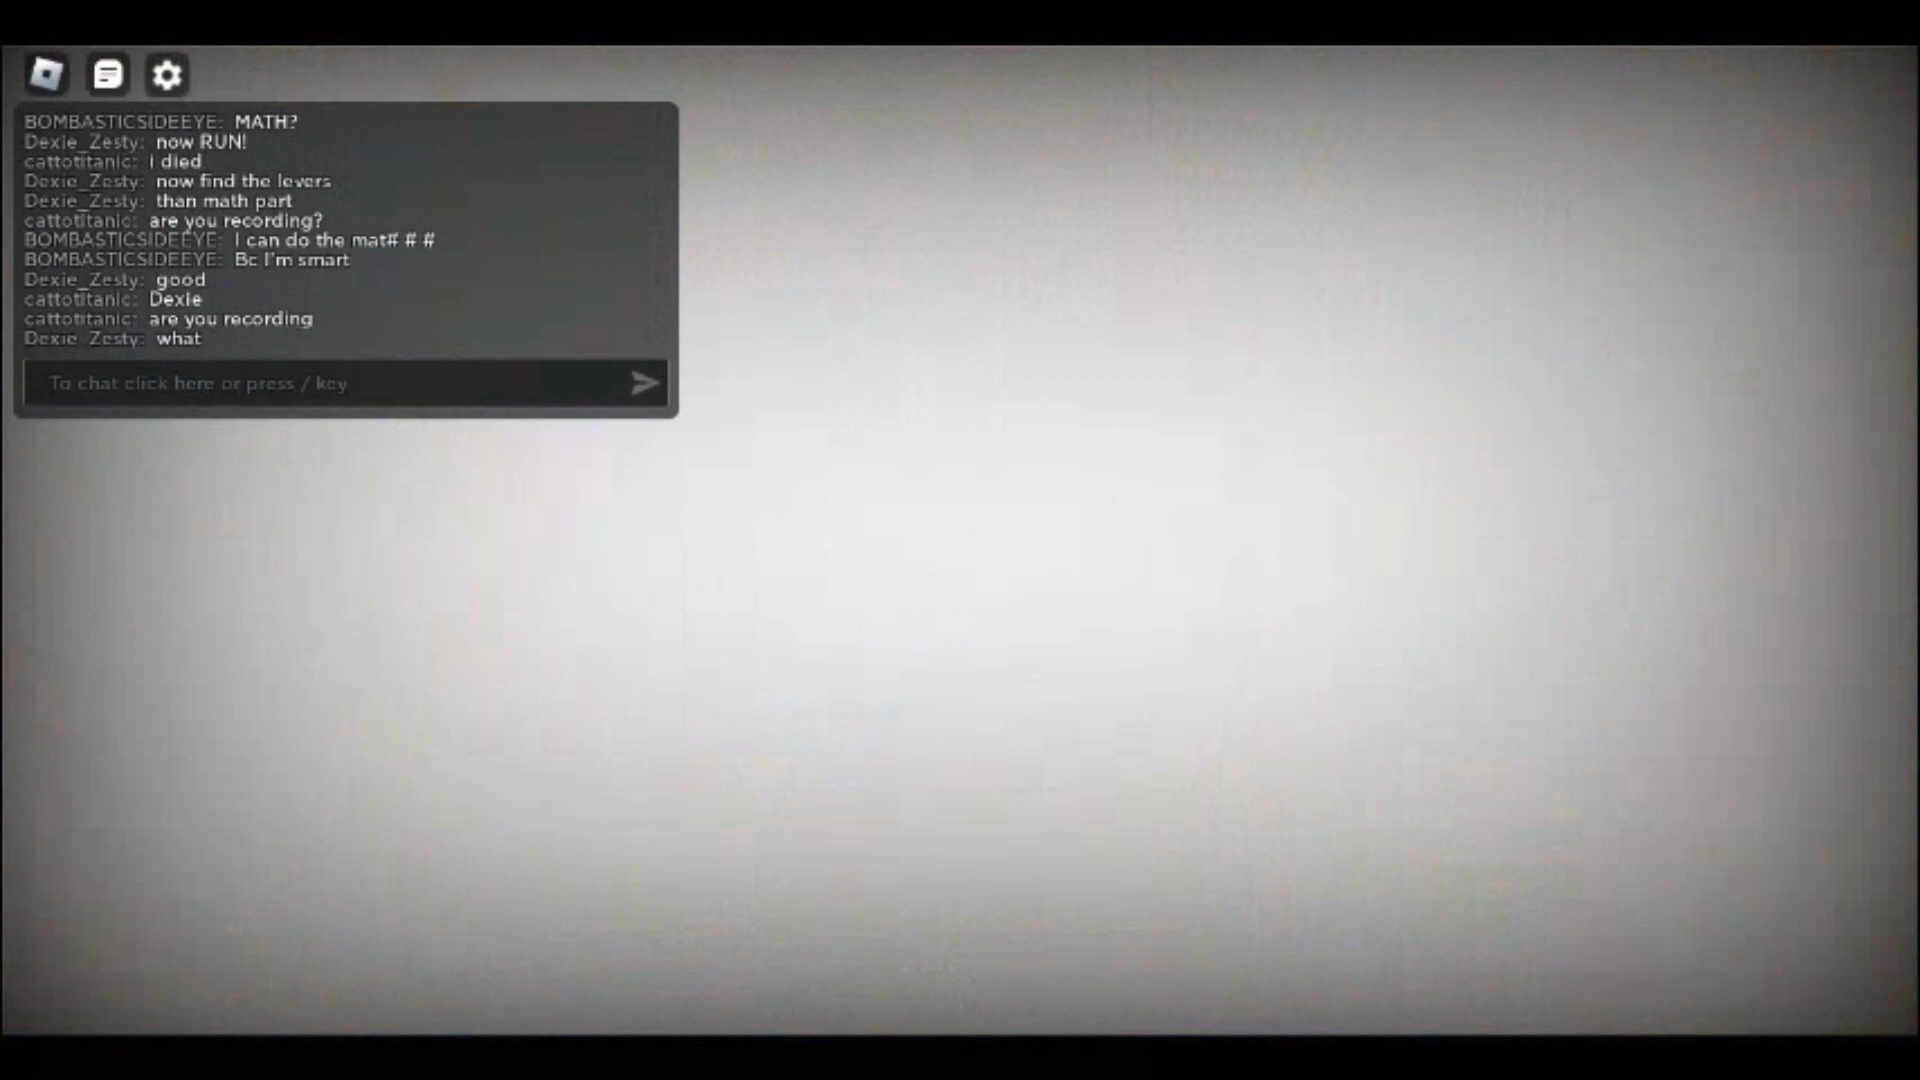 BOMBASTICSIDEEYE: MATH?
Dexie_Zesty: now RUN!
cattotitanic: i died
Dexie_Zesty: now find the levers
Dexie_Zesty: than math part
cattotitanic: are you recording?
BOMBASTICSIDEEYE: I can do the mat# # #
BOMBASTICSIDEEYE: Bc I'm smart
Dexie_Zesty: good
cattotitanic: Dexie
cattotitanic: are you recording
Dexie_Zesty: what
To chat click here or press / key